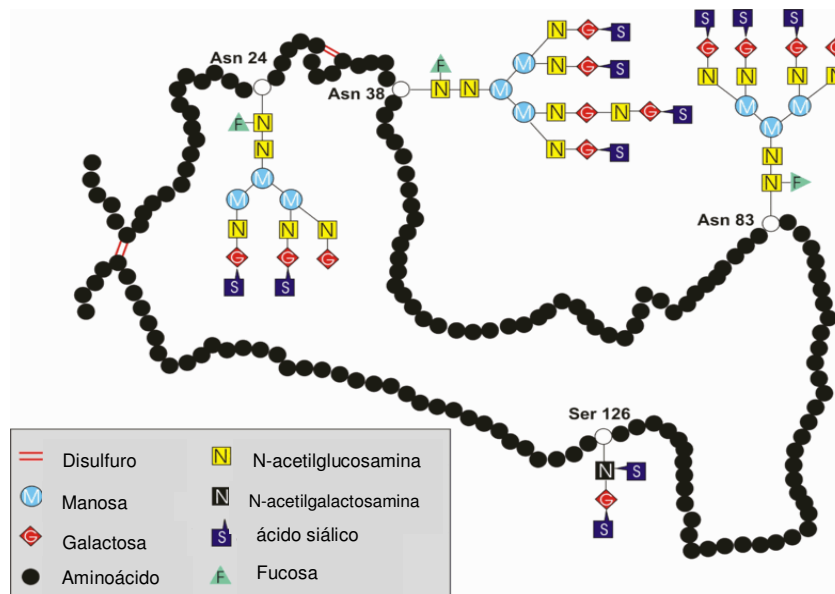 S S S
N G S
G G G G
Asn 24
F
N G S
N N N N
Asn 38
N N M
M M
F N
M
N G N G S
M
N
N
M
N G S
N F
M M
Asn 83
N N N
G G G
S S
Ser 126
N S
G
S
Disulfuro
N N-acetilglucosamina
M Manosa
N N-acetilgalactosamina
G Galactosa
S ácido siálico
Aminoácido
F Fucosa